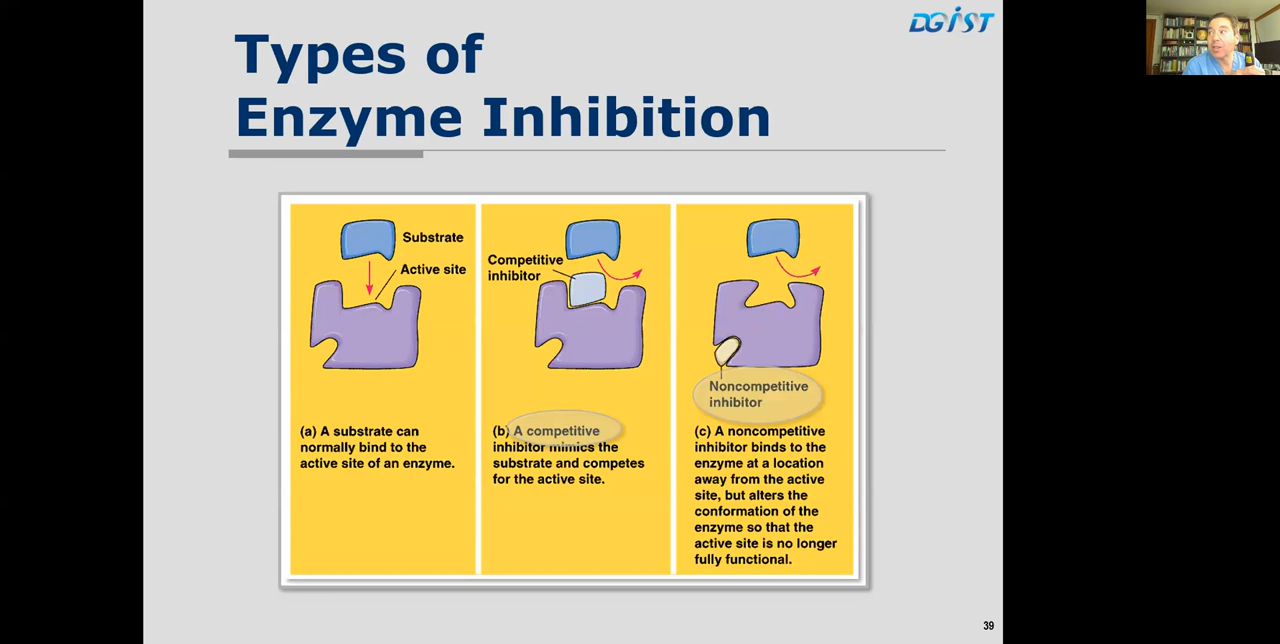 DGIST
Types of
Enzyme Inhibition
Substrate
Active site
(a) A substrate can
normally bind to the
active site of an enzyme.
Competitive
inhibitor
(b) A competitive
inhibitor mimics the
substrate and competes
for the active site.
Noncompetitive
inhibitor
(c) A noncompetitive
inhibitor binds to the
enzyme at a location
away from the active
site, but alters the
conformation of the
enzyme so that the
active site is no longer
fully functional.
39